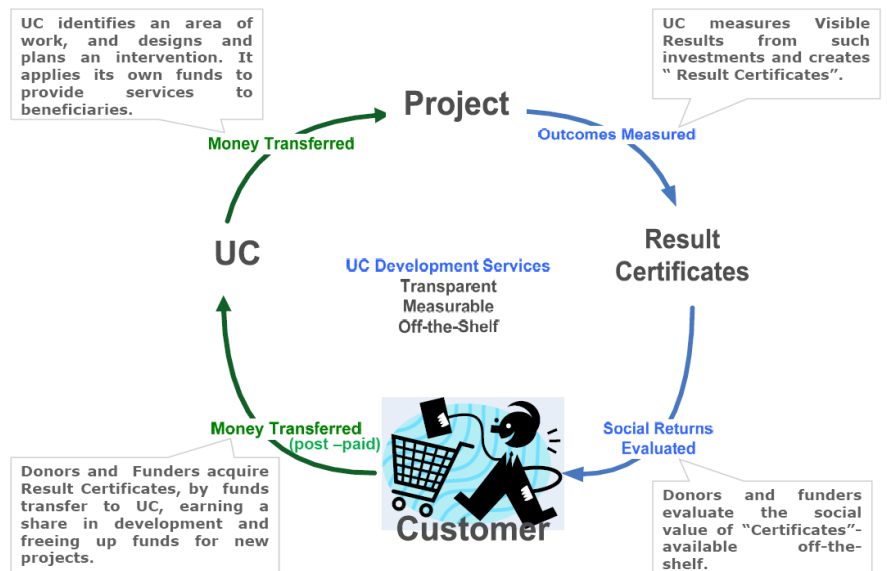 UC identifies an area of
work, and designs and
plans an intervention. It
applies its own funds to
provide services to
beneficiaries.
UC measures Visible
Results from such
investments and creates
“ Result Certificates”.
Project
Money Transferred
Outcomes Measured
UC
Result
Certificates
UC Development Services
Transparent
Measurable
Off-the-Shelf
Money Transferred
(post –paid)
Social Returns
Evaluated
Customer
Donors and Funders acquire
Result Certificates, by funds
transfer to UC, earning a
share in development and
freeing up funds for new
projects.
Donors and funders
evaluate the social
value of “Certificates”-
available off-the-
shelf.